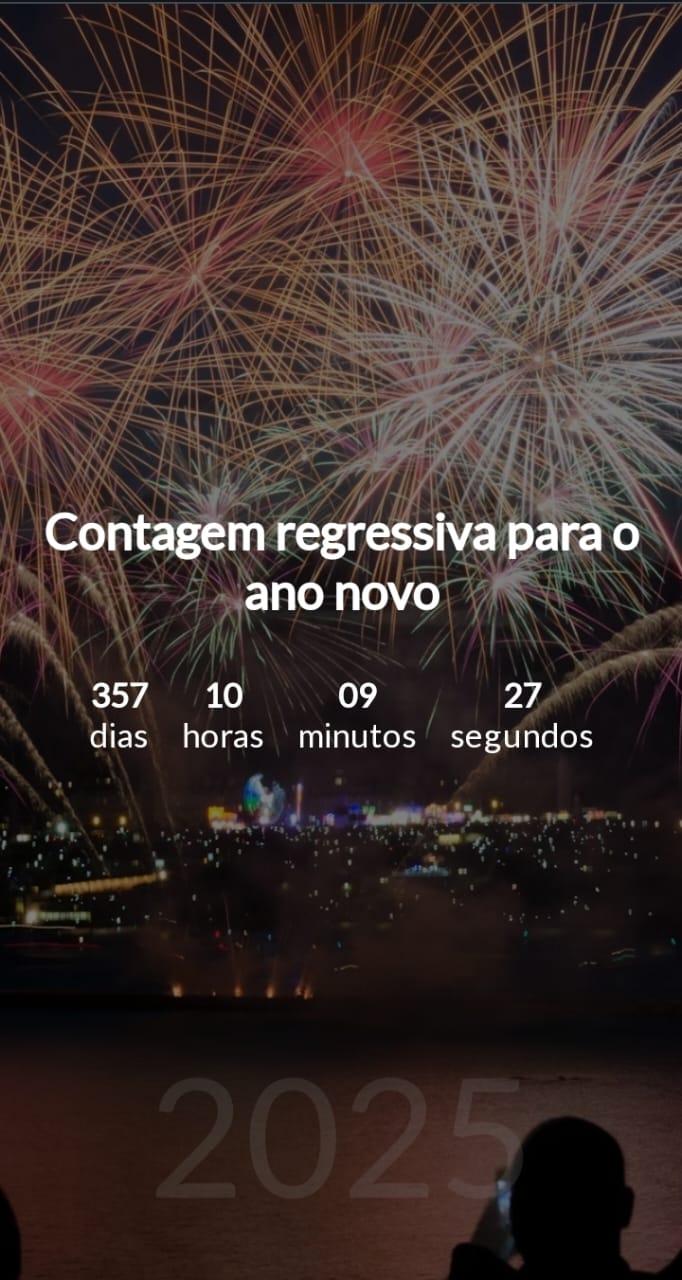 Contagem regressiva para o
ano novo
357 10 09 27
dias horas minutos segundos
2025